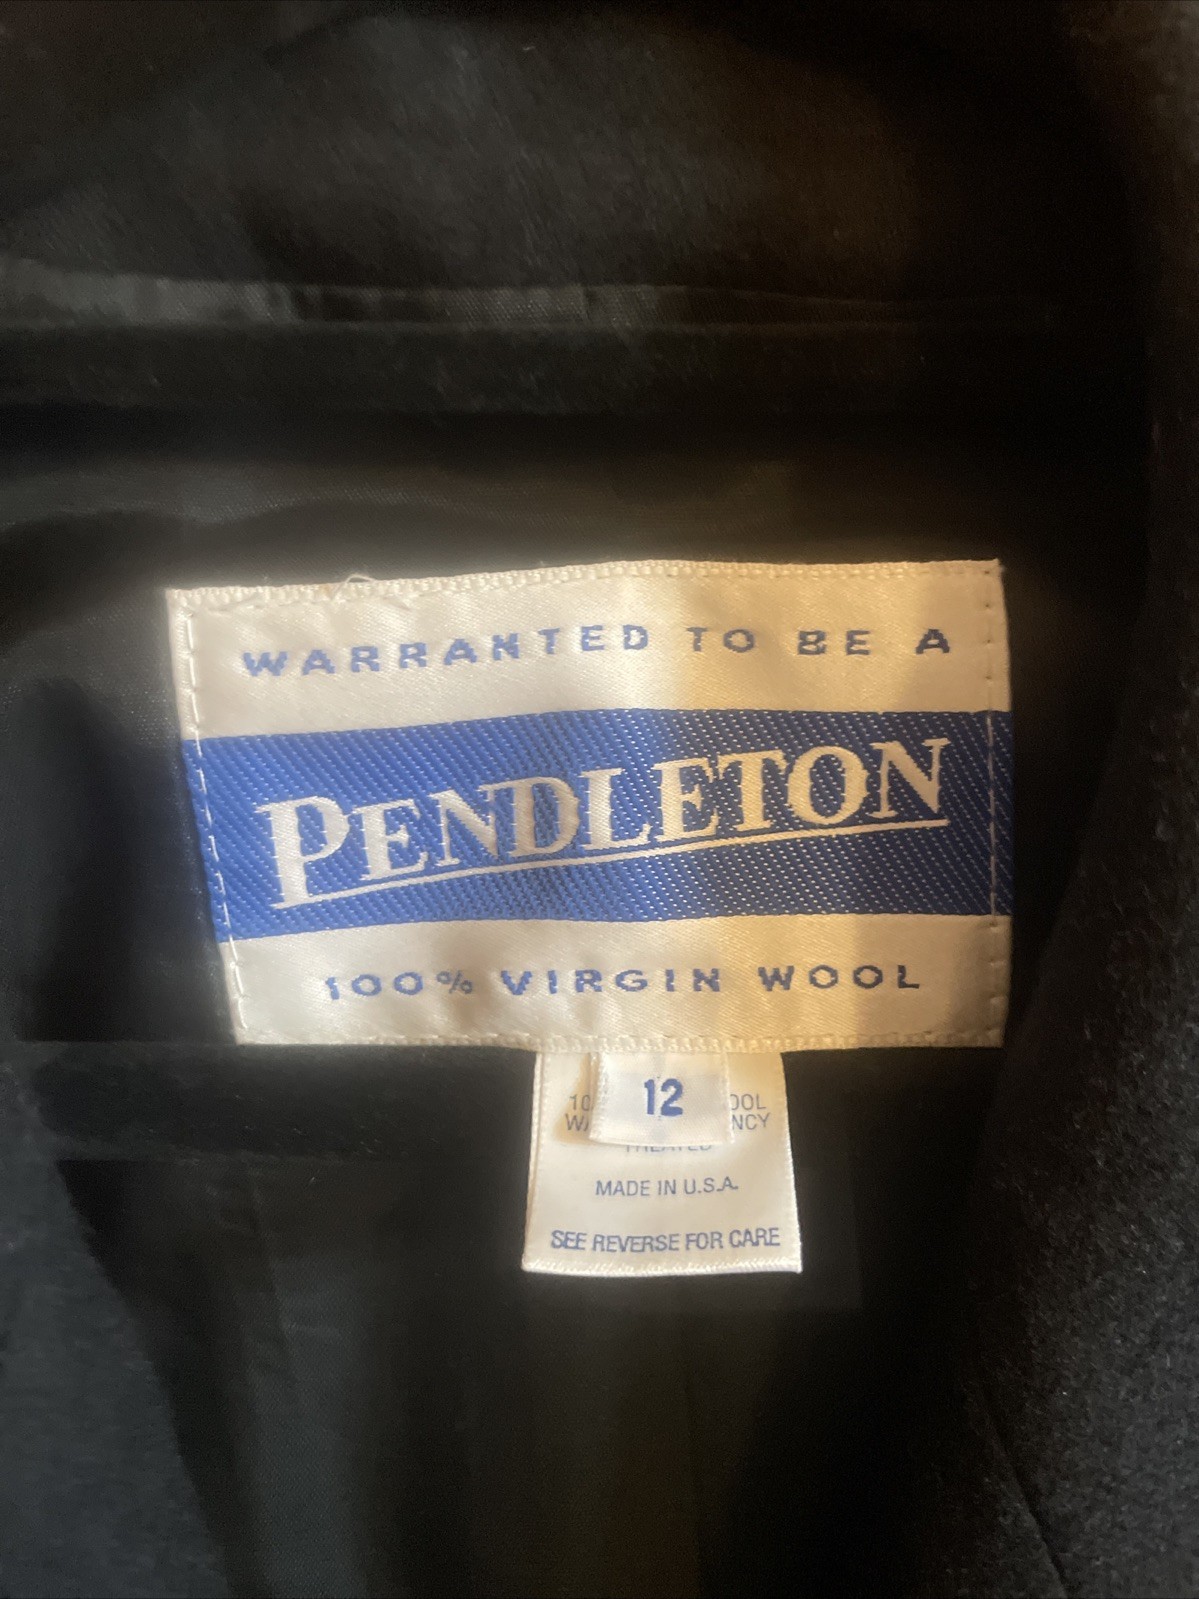 WARRANTED TO BE A
PENDLETON
100% VIRGIN WOOL
12
MADE IN U.S.A.
SEE REVERSE FOR CARE